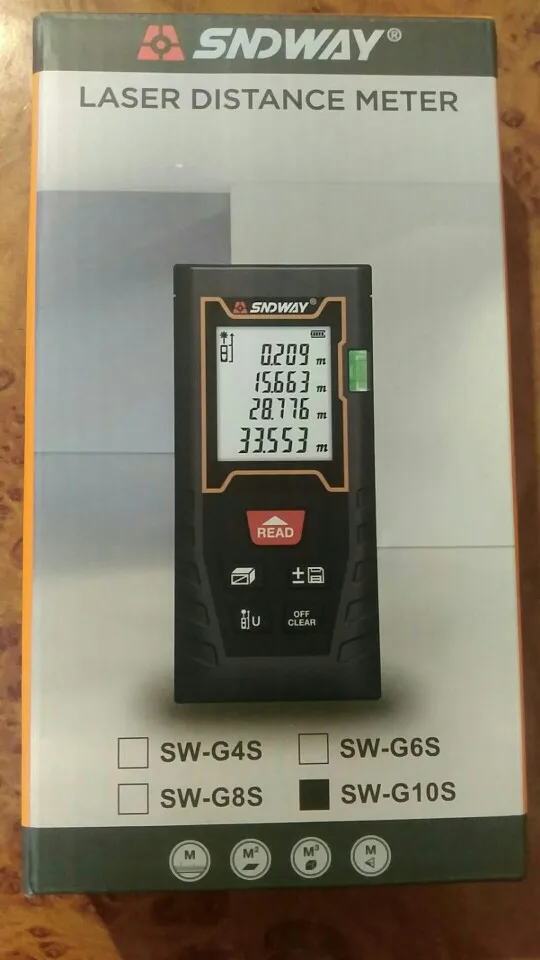 SNDWAY®
LASER DISTANCE METER
SNDWAY®
0.209 m
15.663 m
28.776 m
33.553 m
READ
±
U
OFF
CLEAR
SW-G4S
SW-G6S
SW-G8S
SW-G10S
M
M²
M³
M